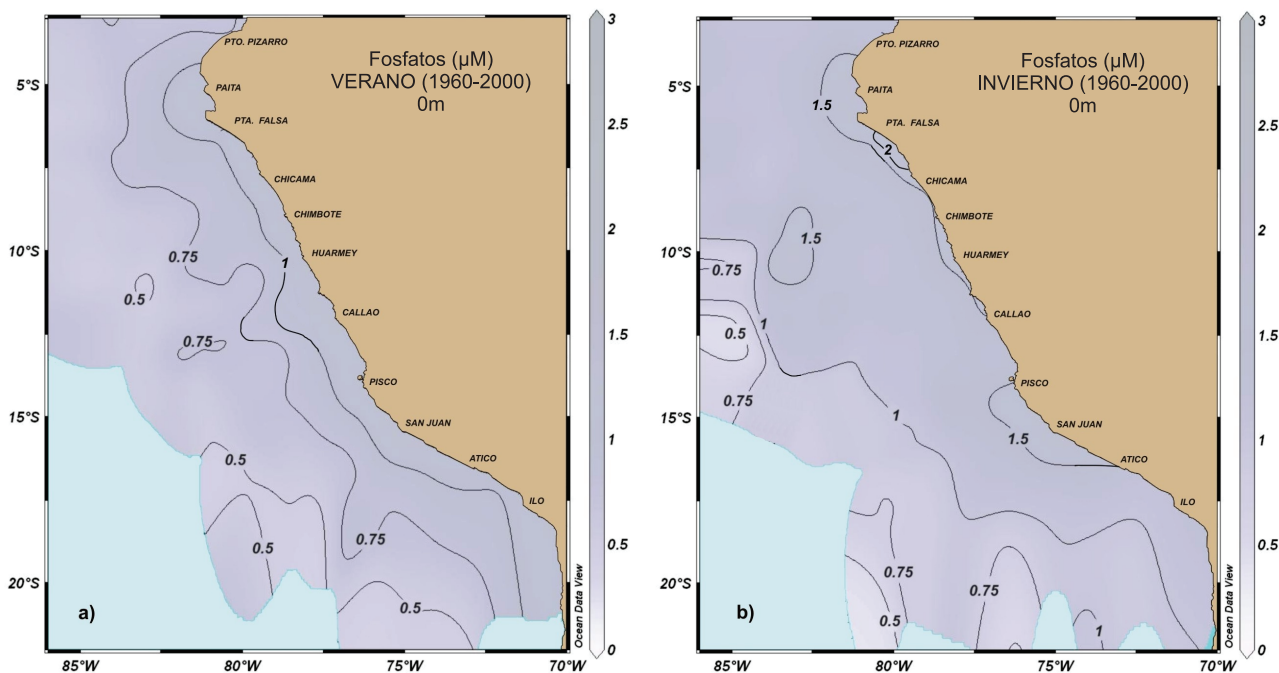 a)
Fosfatos (µM)
VERANO (1960-2000)
0m
PTO. PIZARRO
PAITA
PTA. FALSA
CHICAMA
CHIMBOTE
HUARMEY
CALLAO
PISCO
SAN JUAN
ATICO
ILO
0.75
1
0.5
0.75
0.5
0.5
0.75
0.5
5°S
10°S
15°S
20°S
85°W
80°W
75°W
70°W
3
2.5
2
1.5
1
0.5
0
Ocean Data View
b)
Fosfatos (µM)
INVIERNO (1960-2000)
0m
PTO. PIZARRO
PAITA
PTA. FALSA
CHICAMA
CHIMBOTE
HUARMEY
CALLAO
PISCO
SAN JUAN
ATICO
ILO
1.5
2
1.5
0.75
1
0.5
0.75
1
1.5
0.75
0.75
0.5
1
5°S
10°S
15°S
20°S
85°W
80°W
75°W
70°W
3
2.5
2
1.5
1
0.5
0
Ocean Data View